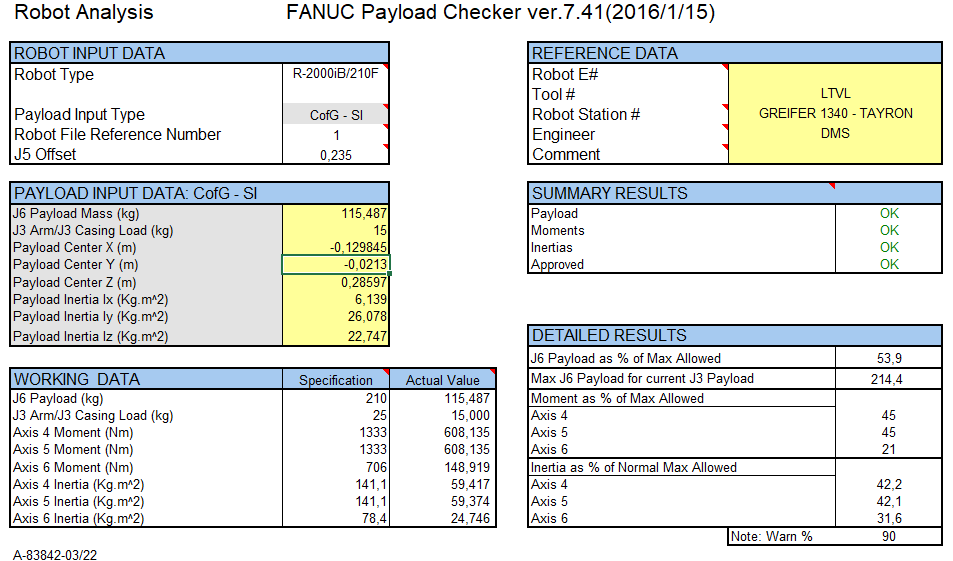 Robot Analysis FANUC Payload Checker ver.7.41(2016/1/15)
ROBOT INPUT DATA
Robot Type R-2000iB/210F
Payload Input Type CofG - SI
Robot File Reference Number 1
J5 Offset 0,235
REFERENCE DATA
Robot E#
Tool # LTVL
Robot Station # GREIFER 1340 - TAYRON
Engineer DMS
Comment
PAYLOAD INPUT DATA: CofG - SI
J6 Payload Mass (kg) 115,487
J3 Arm/J3 Casing Load (kg) 15
Payload Center X (m) -0,129845
Payload Center Y (m) -0,0213
Payload Center Z (m) 0,28597
Payload Inertia Ix (Kg.m^2) 6,139
Payload Inertia Iy (Kg.m^2) 26,078
Payload Inertia Iz (Kg.m^2) 22,747
SUMMARY RESULTS
Payload OK
Moments OK
Inertias OK
Approved OK
WORKING DATA Specification Actual Value
J6 Payload (kg) 210 115,487
J3 Arm/J3 Casing Load (kg) 25 15,000
Axis 4 Moment (Nm) 1333 608,135
Axis 5 Moment (Nm) 1333 608,135
Axis 6 Moment (Nm) 706 148,919
Axis 4 Inertia (Kg.m^2) 141,1 59,417
Axis 5 Inertia (Kg.m^2) 141,1 59,374
Axis 6 Inertia (Kg.m^2) 78,4 24,746
DETAILED RESULTS
J6 Payload as % of Max Allowed 53,9
Max J6 Payload for current J3 Payload 214,4
Moment as % of Max Allowed
Axis 4 45
Axis 5 45
Axis 6 21
Inertia as % of Normal Max Allowed
Axis 4 42,2
Axis 5 42,1
Axis 6 31,6
Note: Warn % 90
A-83842-03/22